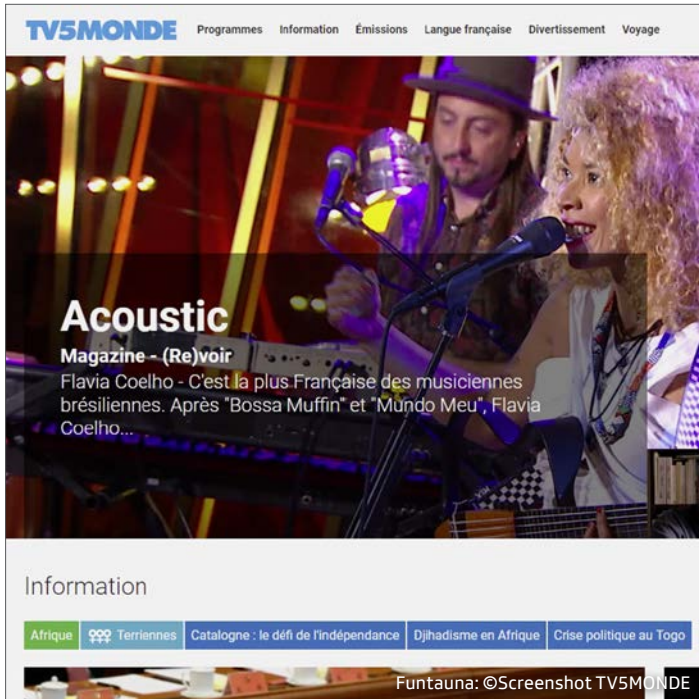 TV5MONDE Programmes Information Émissions Langue française Divertissement Voyage
Acoustic
Magazine - (Re)voir
Flavia Coelho - C'est la plus Française des musiciennes
brésiliennes. Après "Bossa Muffin" et "Mundo Meu", Flavia
Coelho...
Information
Afrique Terriennes Catalogne : le défi de l'indépendance Djihadisme en Afrique Crise politique au Togo
Funtauna: ©Screenshot TV5MONDE